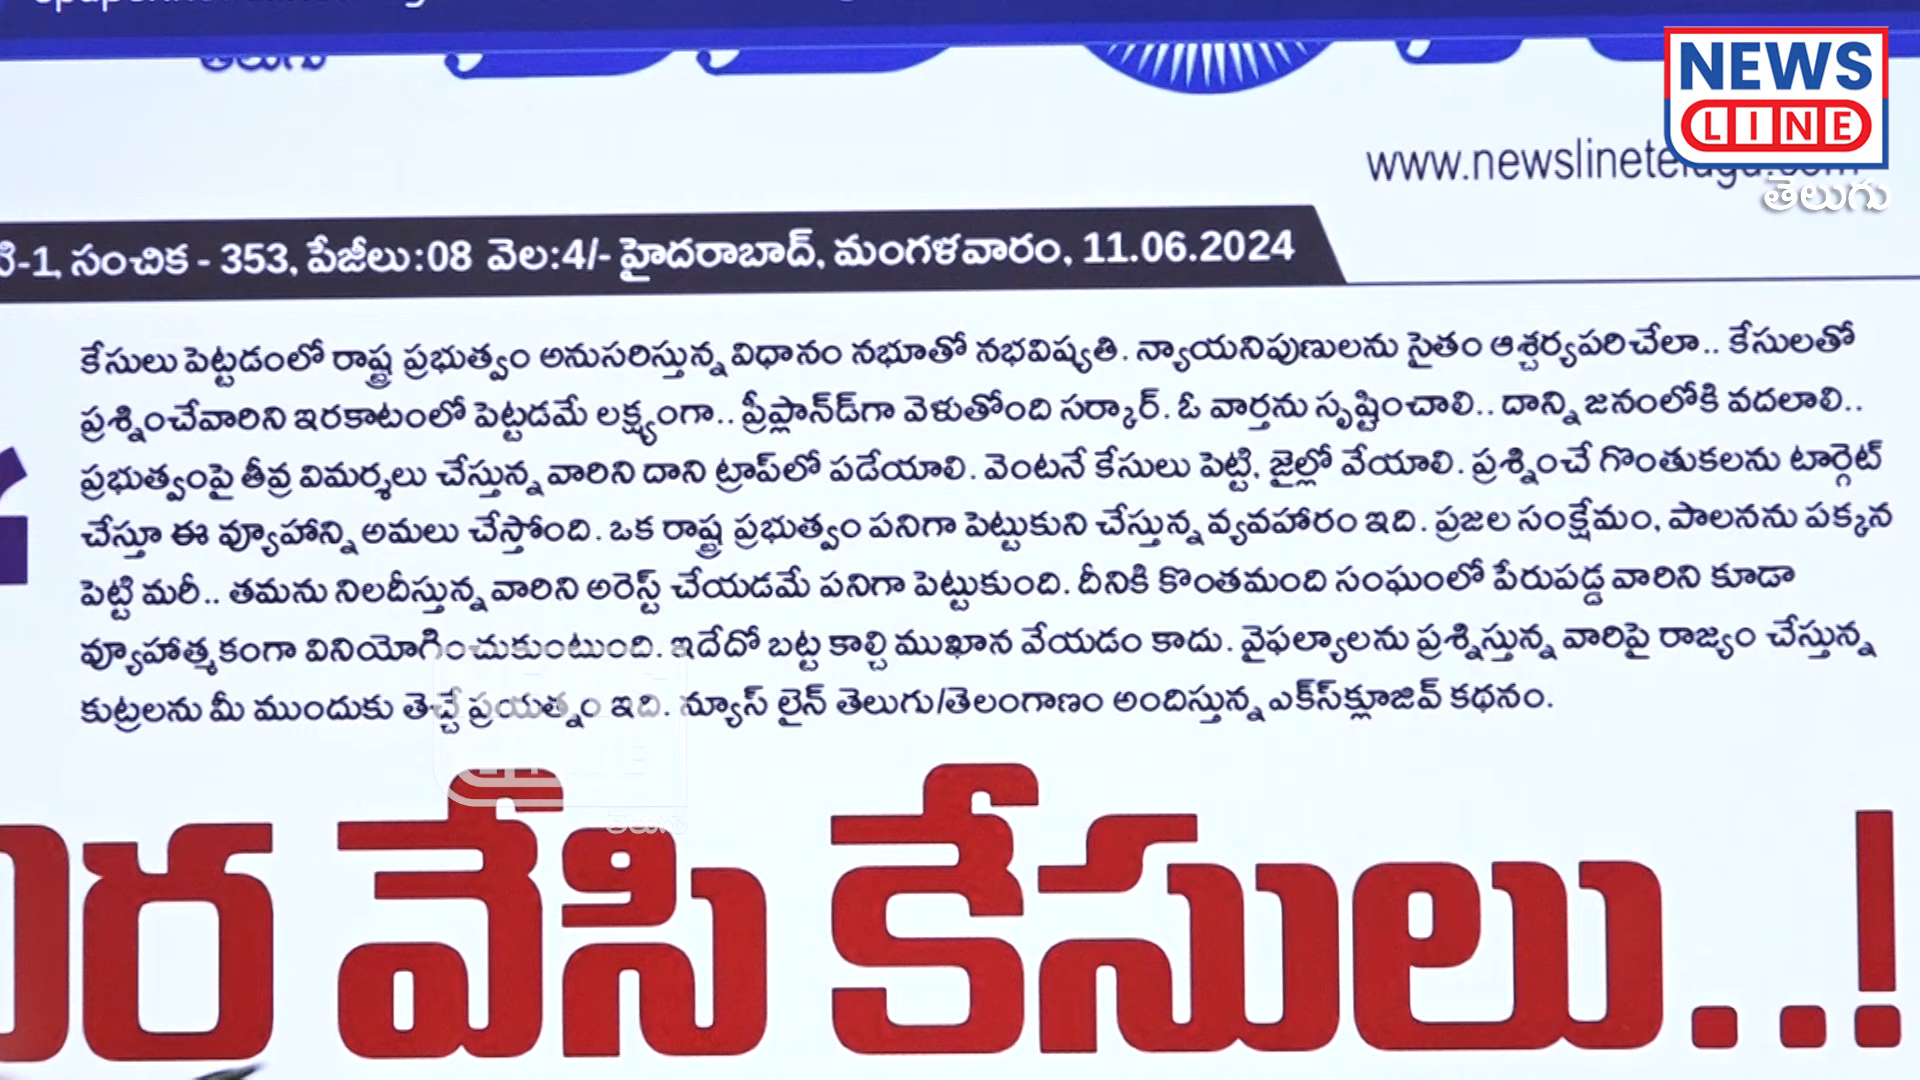 తెలుగు
NEWS
LINE
తెలుగు
www.newslinete
-1, సంచిక - 353, పేజీలు:08 వెల:4/- హైదరాబాద్, మంగళవారం, 11.06.2024
కేసులు పెట్టడంలో రాష్ట్ర ప్రభుత్వం అనుసరిస్తున్న విధానం నభూతో నభవిష్యతి. న్యాయనిపుణులను సైతం ఆశ్చర్యపరిచేలా.. కేసులతో
ప్రశ్నించేవారిని ఇరకాటంలో పెట్టడమే లక్ష్యంగా.. ప్రీప్లాన్‌డ్‌గా వెళుతోంది సర్కార్. ఓ వార్తను సృష్టించాలి.. దాన్ని జనంలోకి వదలాలి..
ప్రభుత్వంపై తీవ్ర విమర్శలు చేస్తున్న వారిని దాని ట్రాప్‌లో పడేయాలి. వెంటనే కేసులు పెట్టి, జైల్లో వేయాలి. ప్రశ్నించే గొంతుకలను టార్గెట్
చేస్తూ ఈ వ్యూహాన్ని అమలు చేస్తోంది. ఒక రాష్ట్ర ప్రభుత్వం పనిగా పెట్టుకుని చేస్తున్న వ్యవహారం ఇది. ప్రజల సంక్షేమం, పాలనను పక్కన
పెట్టి మరీ.. తమను నిలదీస్తున్న వారిని అరెస్ట్ చేయడమే పనిగా పెట్టుకుంది. దీనికి కొంతమంది సంఘంలో పేరుపడ్డ వారిని కూడా
వ్యూహాత్మకంగా వినియోగించుకుంటుంది. ఇదేదో బట్ట కాల్చి ముఖాన వేయడం కాదు. వైఫల్యాలను ప్రశ్నిస్తున్న వారిపై రాజ్యం చేస్తున్న
కుట్రలను మీ ముందుకు తెచ్చే ప్రయత్నం ఇది. న్యూస్ లైన్ తెలుగు/తెలంగాణం అందిస్తున్న ఎక్స్‌క్లూజివ్ కథనం.
వేసి కేసులు...!